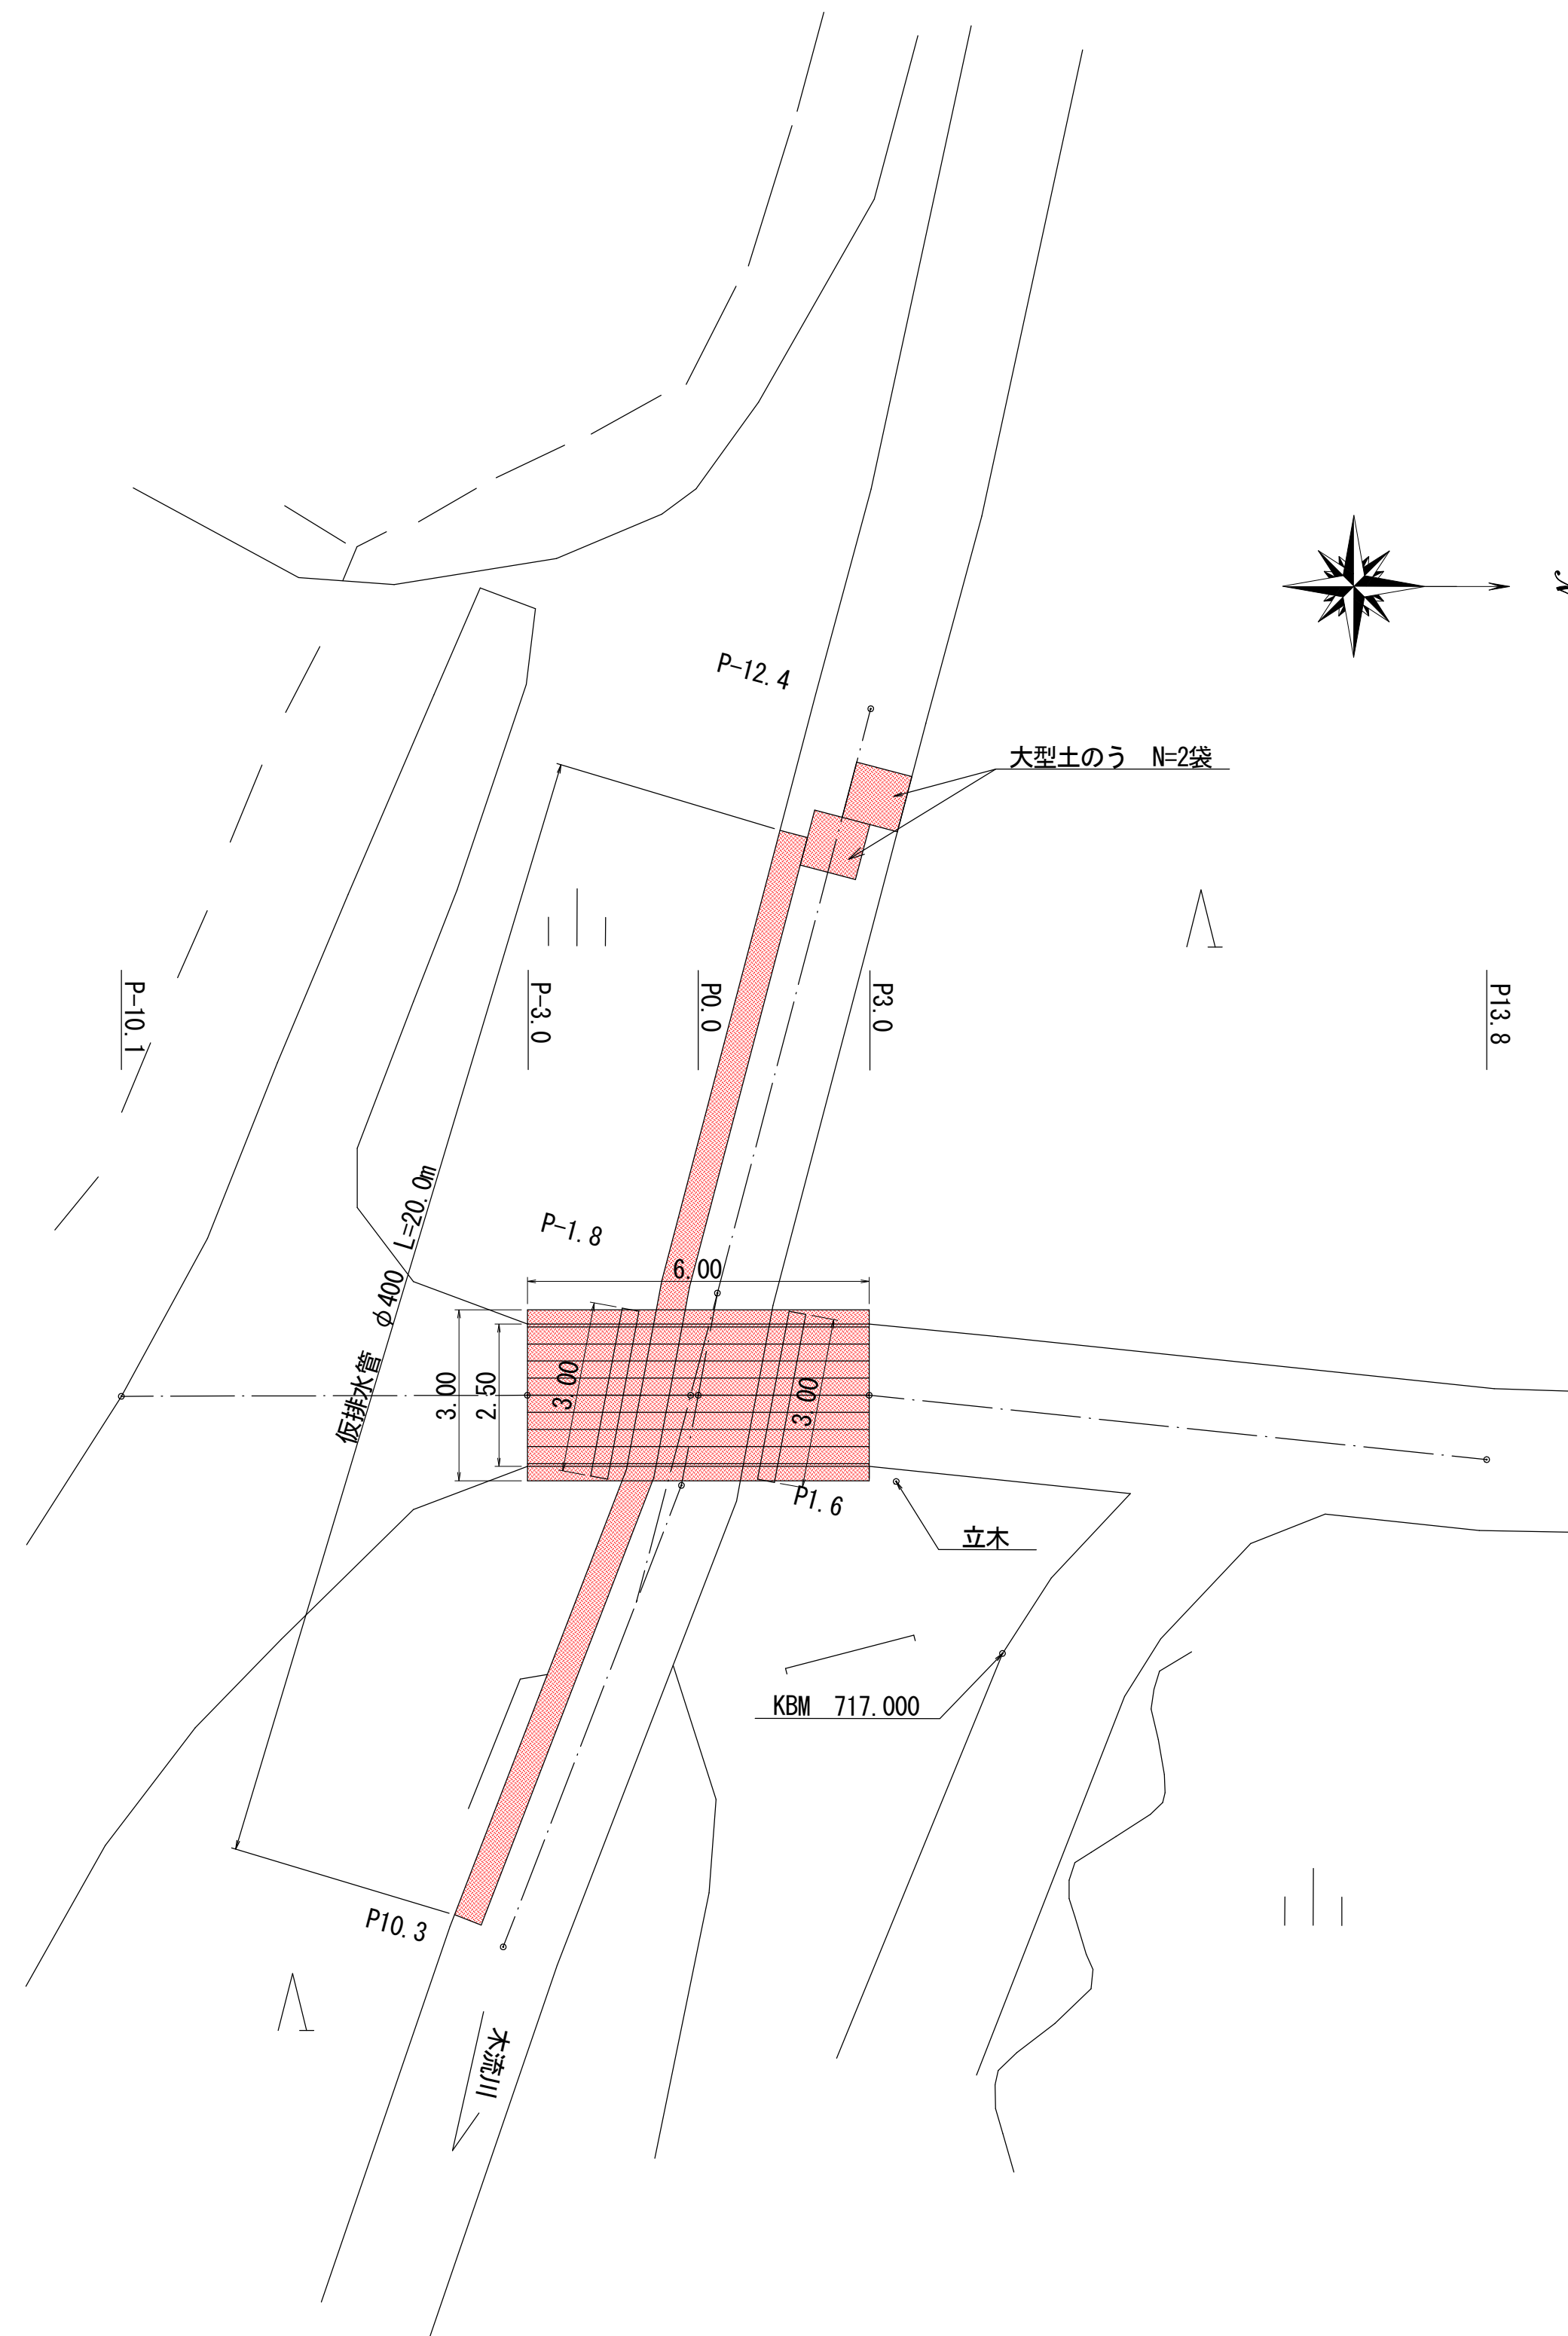 P-12.4
大型土のう　N=2袋
P-10.1
P-3.0
P0.0
P3.0
P13.8
仮排水管　φ400　L=20.0m
P-1.8
6.00
3.00
2.50
3.00
3.00
P1.6
立木
KBM　717.000
P10.3
木流川